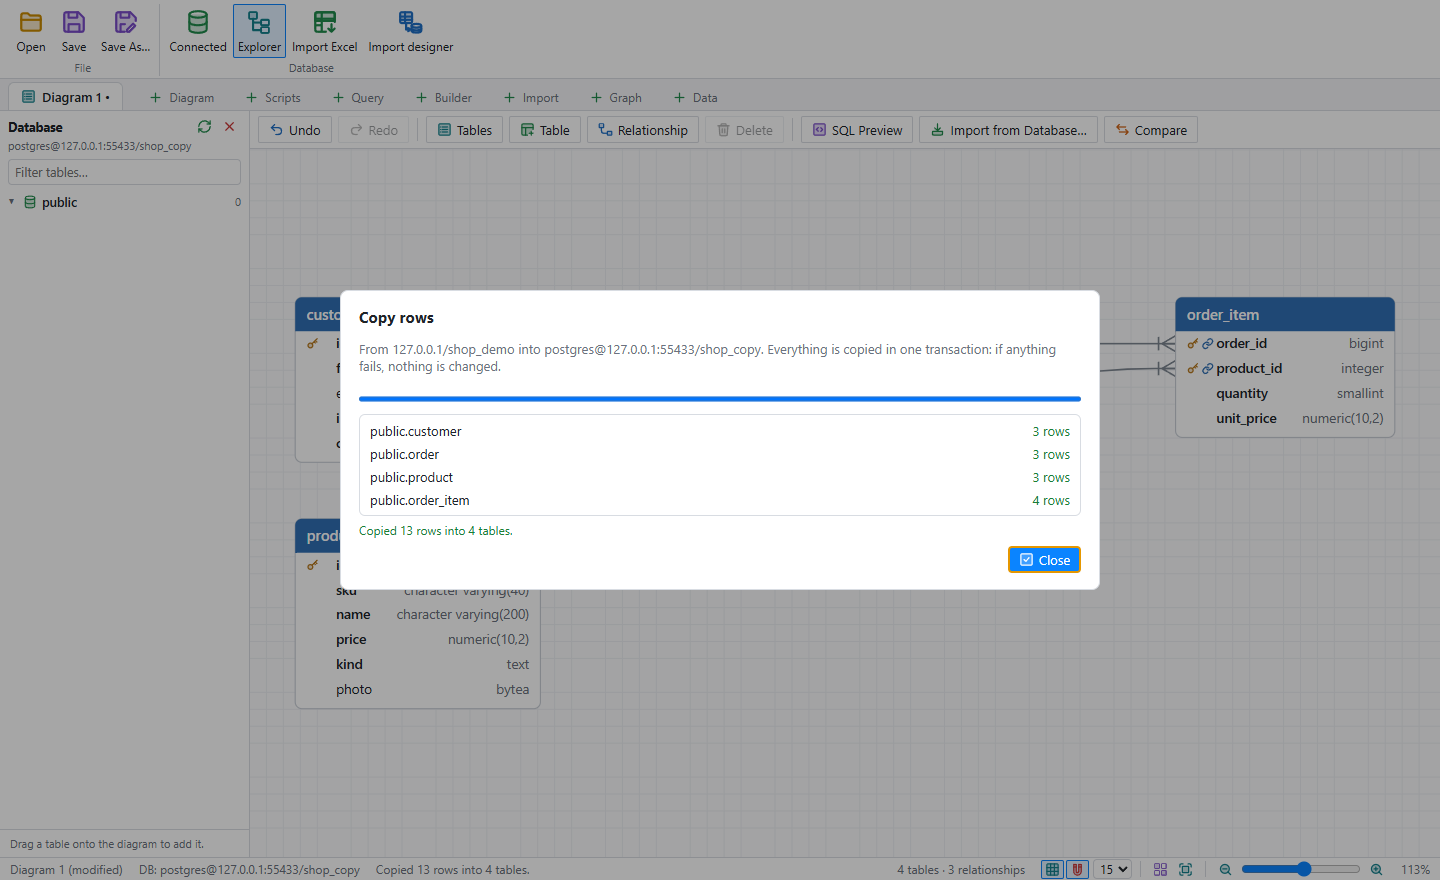 Open
Save
Save As...
Connected
Explorer
Import Excel
Import designer
File
Database
Diagram 1 •
Diagram
Scripts
Query
Builder
Import
Graph
Data
Database
postgres@127.0.0.1:55433/shop_copy
Filter tables...
public 0
Undo
Redo
Tables
Table
Relationship
Delete
SQL Preview
Import from Database...
Compare
Copy rows
From 127.0.0.1/shop_demo into postgres@127.0.0.1:55433/shop_copy. Everything is copied in one transaction: if anything
fails, nothing is changed.
public.customer 3 rows
public.order 3 rows
public.product 3 rows
public.order_item 4 rows
Copied 13 rows into 4 tables.
Close
order_item
order_id bigint
product_id integer
quantity smallint
unit_price numeric(10,2)
sku character varying(40)
name character varying(200)
price numeric(10,2)
kind text
photo bytea
Drag a table onto the diagram to add it.
Diagram 1 (modified) DB: postgres@127.0.0.1:55433/shop_copy Copied 13 rows into 4 tables. 4 tables · 3 relationships 15 113%